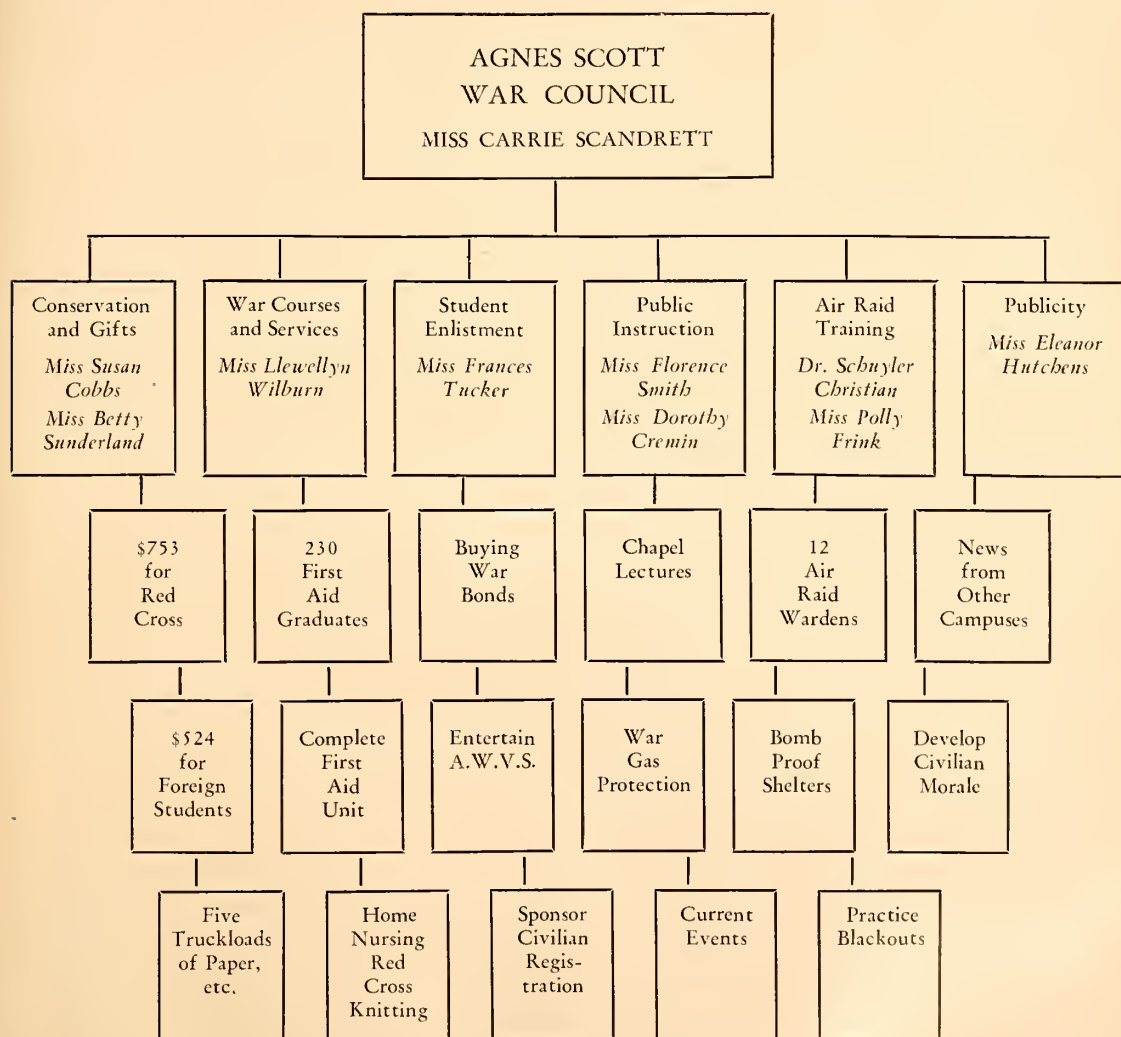 AGNES SCOTT
WAR COUNCIL
MISS CARRIE SCANDRETT
Conservation
and Gifts
Miss Susan
Cobbs
Miss Betty
Sunderland
War Courses
and Services
Miss Llewellyn
Wilburn
Student
Enlistment
Miss Frances
Tucker
Public
Instruction
Miss Florence
Smith
Miss Dorothy
Cremin
Air Raid
Training
Dr. Schuyler
Christian
Miss Polly
Frink
Publicity
Miss Eleanor
Hutchens
$753
for
Red
Cross
230
First
Aid
Graduates
Buying
War
Bonds
Chapel
Lectures
12
Air
Raid
Wardens
News
from
Other
Campuses
$524
for
Foreign
Students
Complete
First
Aid
Unit
Entertain
A.W.V.S.
War
Gas
Protection
Bomb
Proof
Shelters
Develop
Civilian
Morale
Five
Truckloads
of Paper,
etc.
Home
Nursing
Red
Cross
Knitting
Sponsor
Civilian
Regis-
tration
Current
Events
Practice
Blackouts